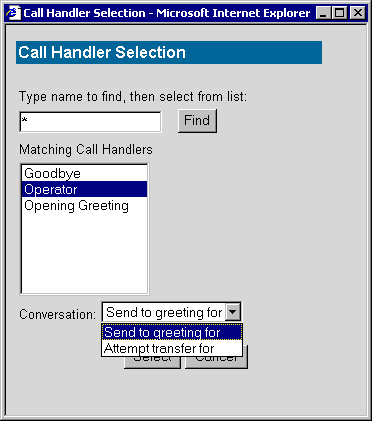 Call Handler Selection - Microsoft Internet Explorer
Call Handler Selection
Type name to find, then select from list:
* Find
Matching Call Handlers
Goodbye
Operator
Opening Greeting
Conversation: Send to greeting for
Send to greeting for
Attempt transfer for
Select Cancel